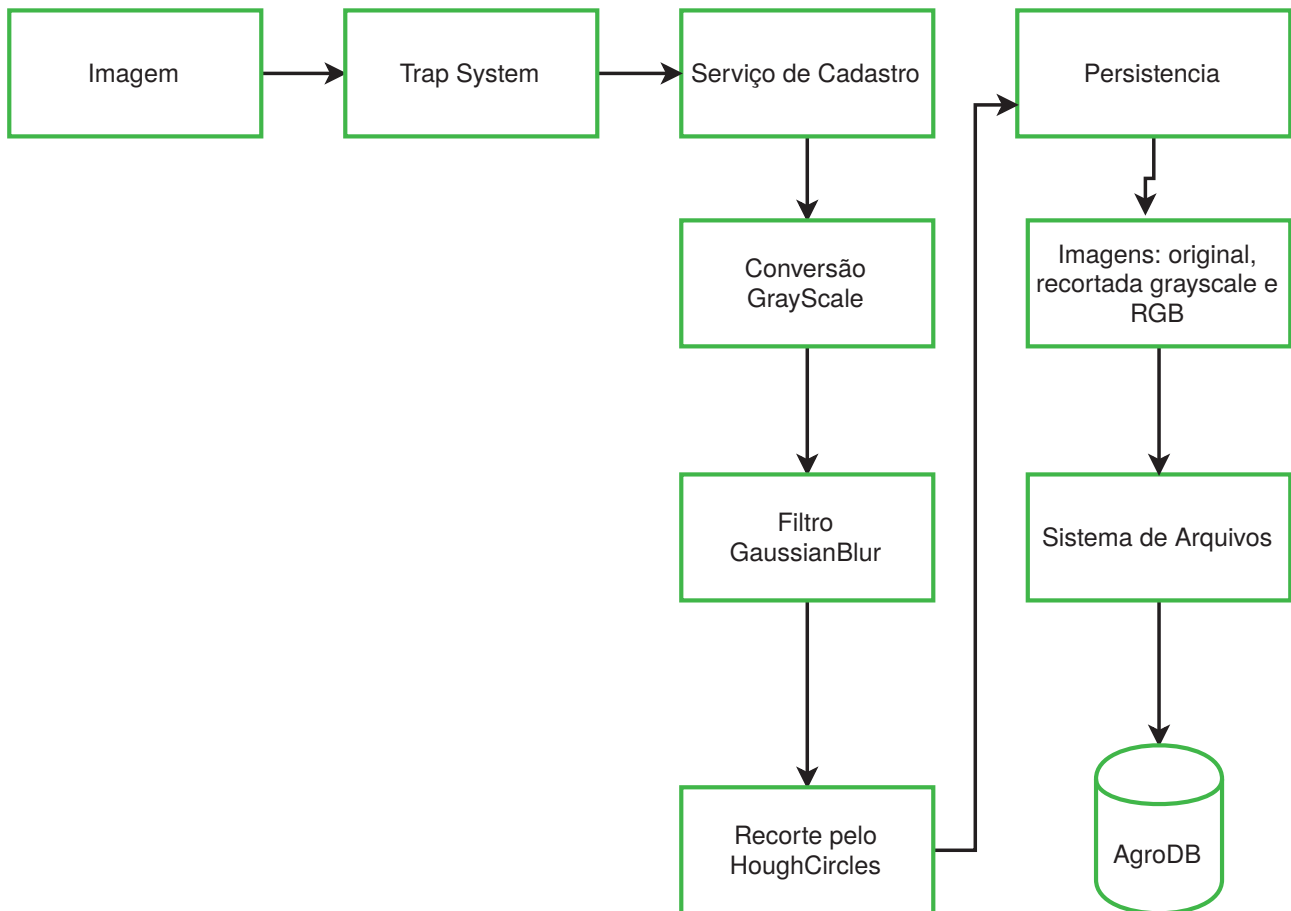 Imagem
Trap System
Serviço de Cadastro
Persistencia
Conversão
GrayScale
Imagens: original,
recortada grayscale e
RGB
Filtro
GaussianBlur
Sistema de Arquivos
Recorte pelo
HoughCircles
AgroDB